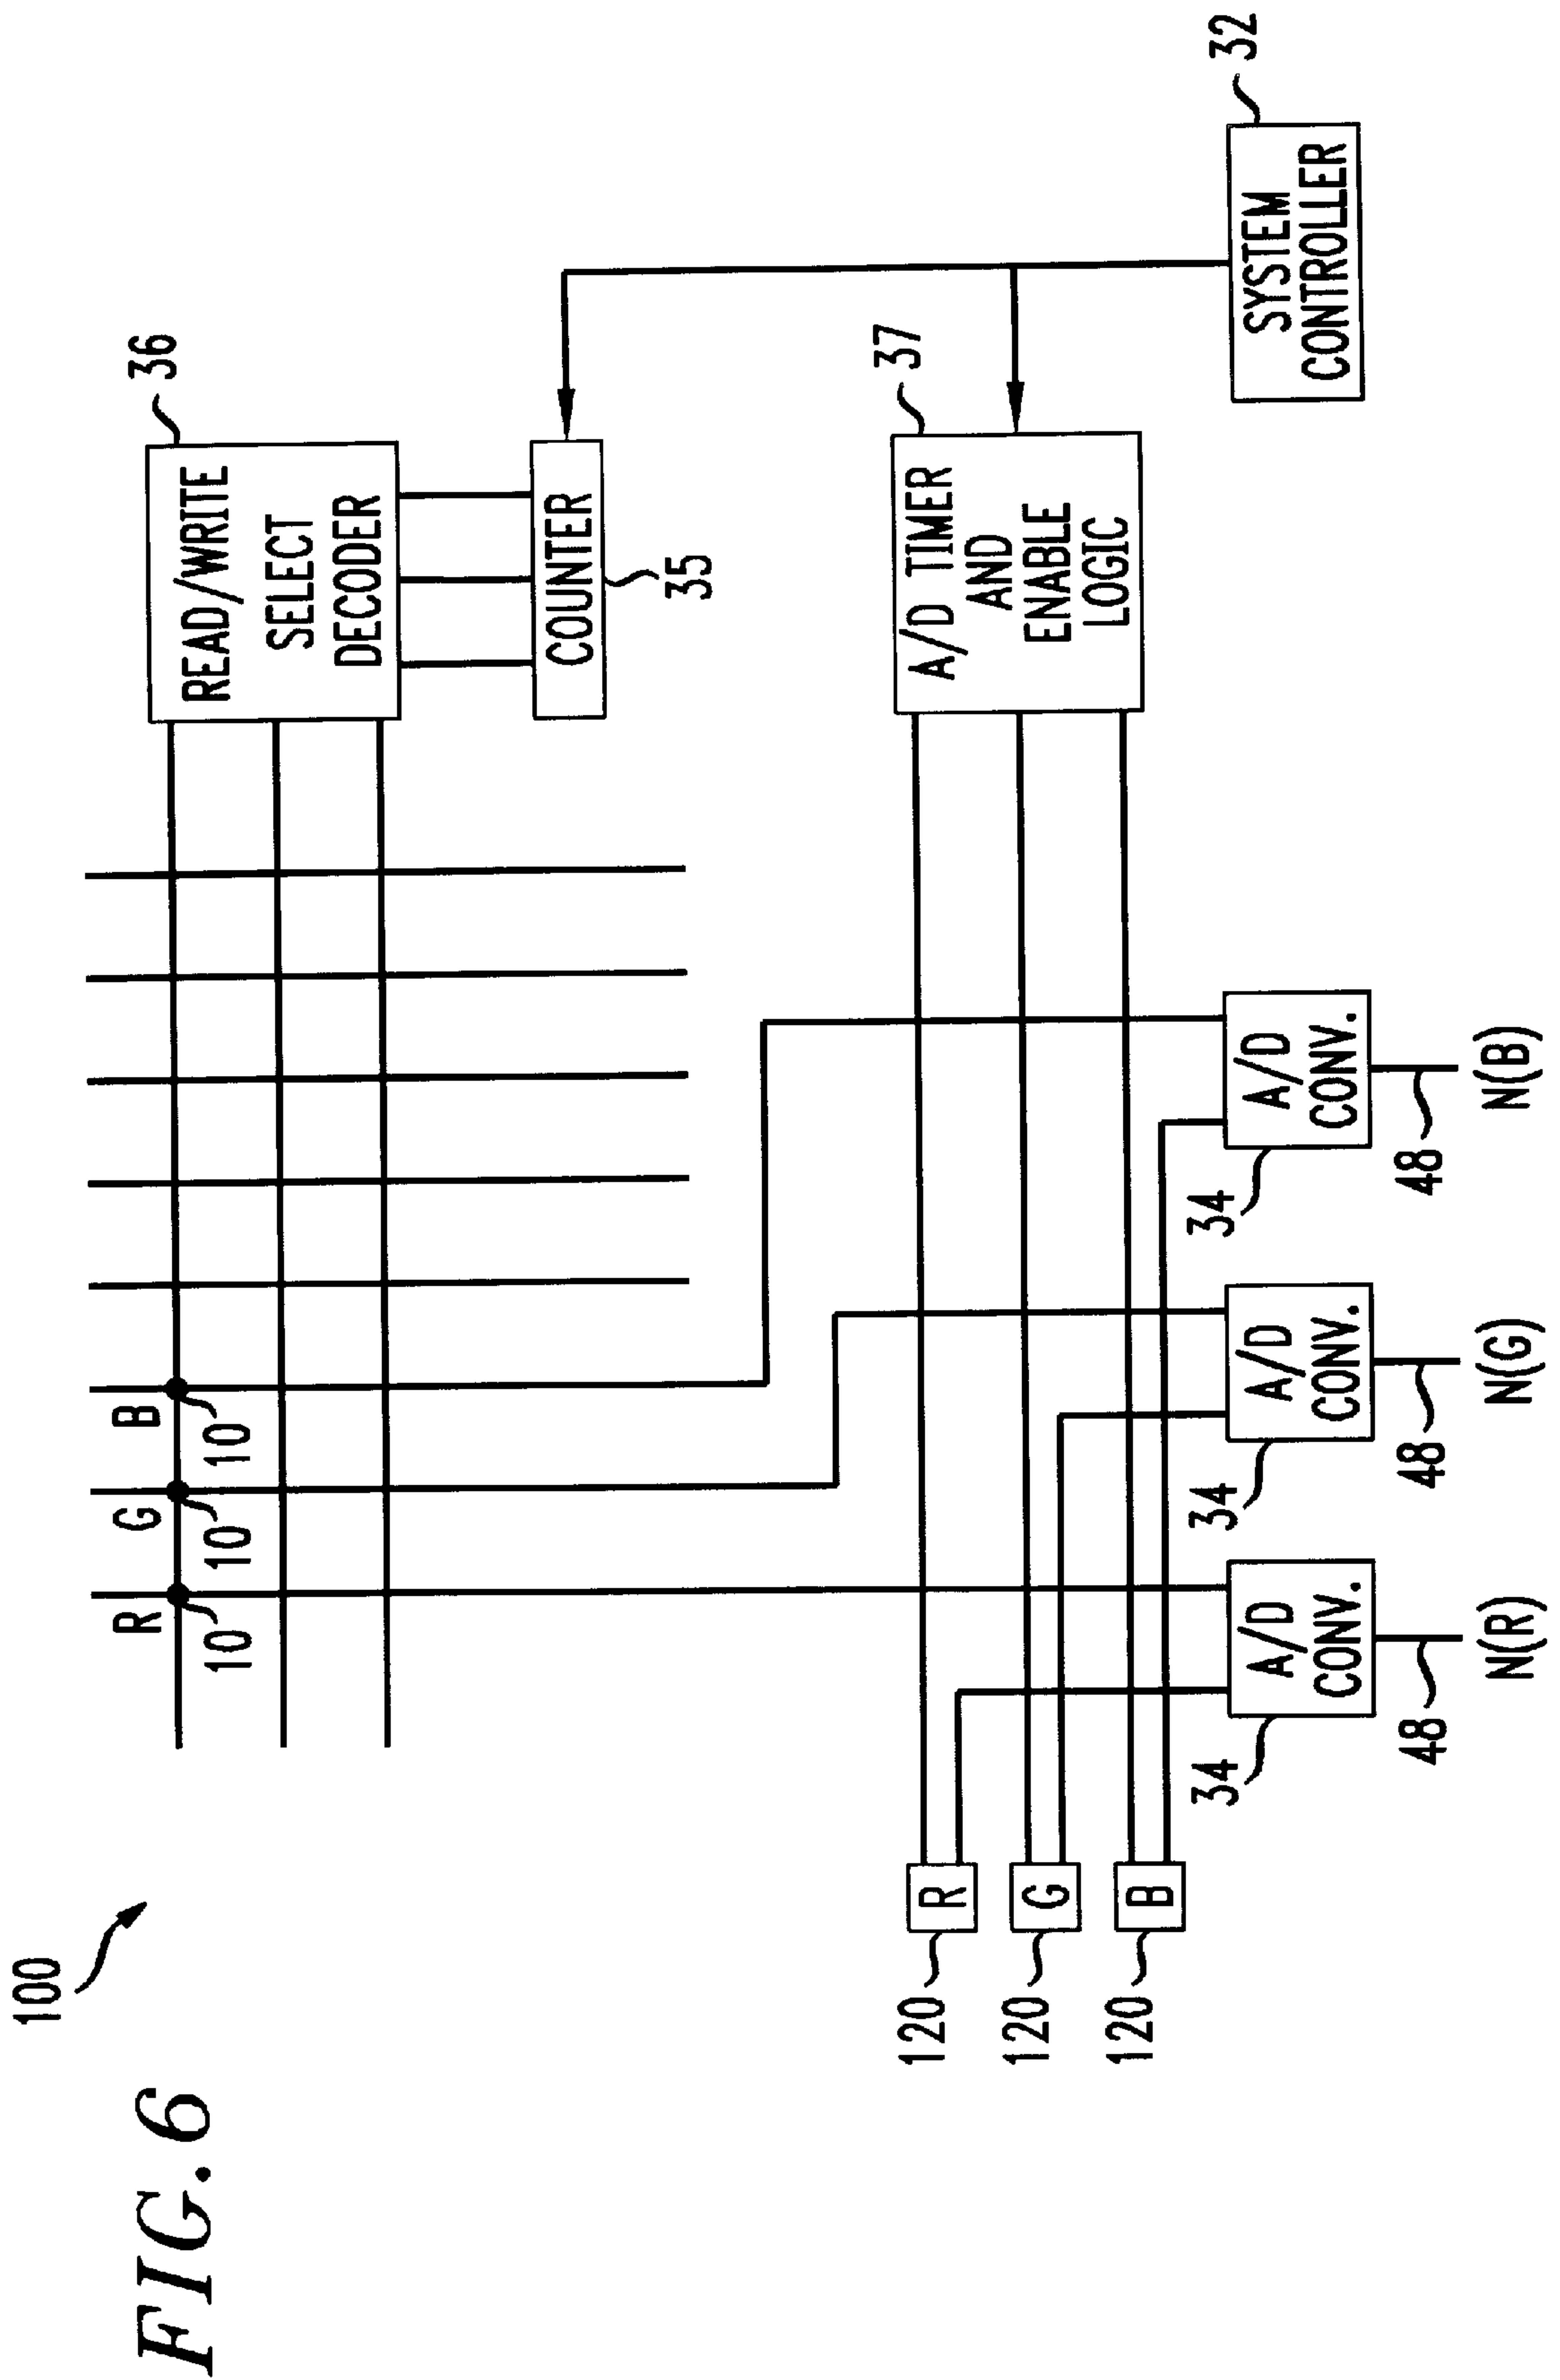 FIG. 6
100
R
G
B
10
10
10
36
READ/WRITE
SELECT
DECODER
COUNTER
35
37
A/D TIMER
AND
ENABLE
LOGIC
120
R
120
G
120
B
32
SYSTEM
CONTROLLER
34
A/D
CONV.
34
A/D
CONV.
34
A/D
CONV.
48
48
48
N(R)
N(G)
N(B)